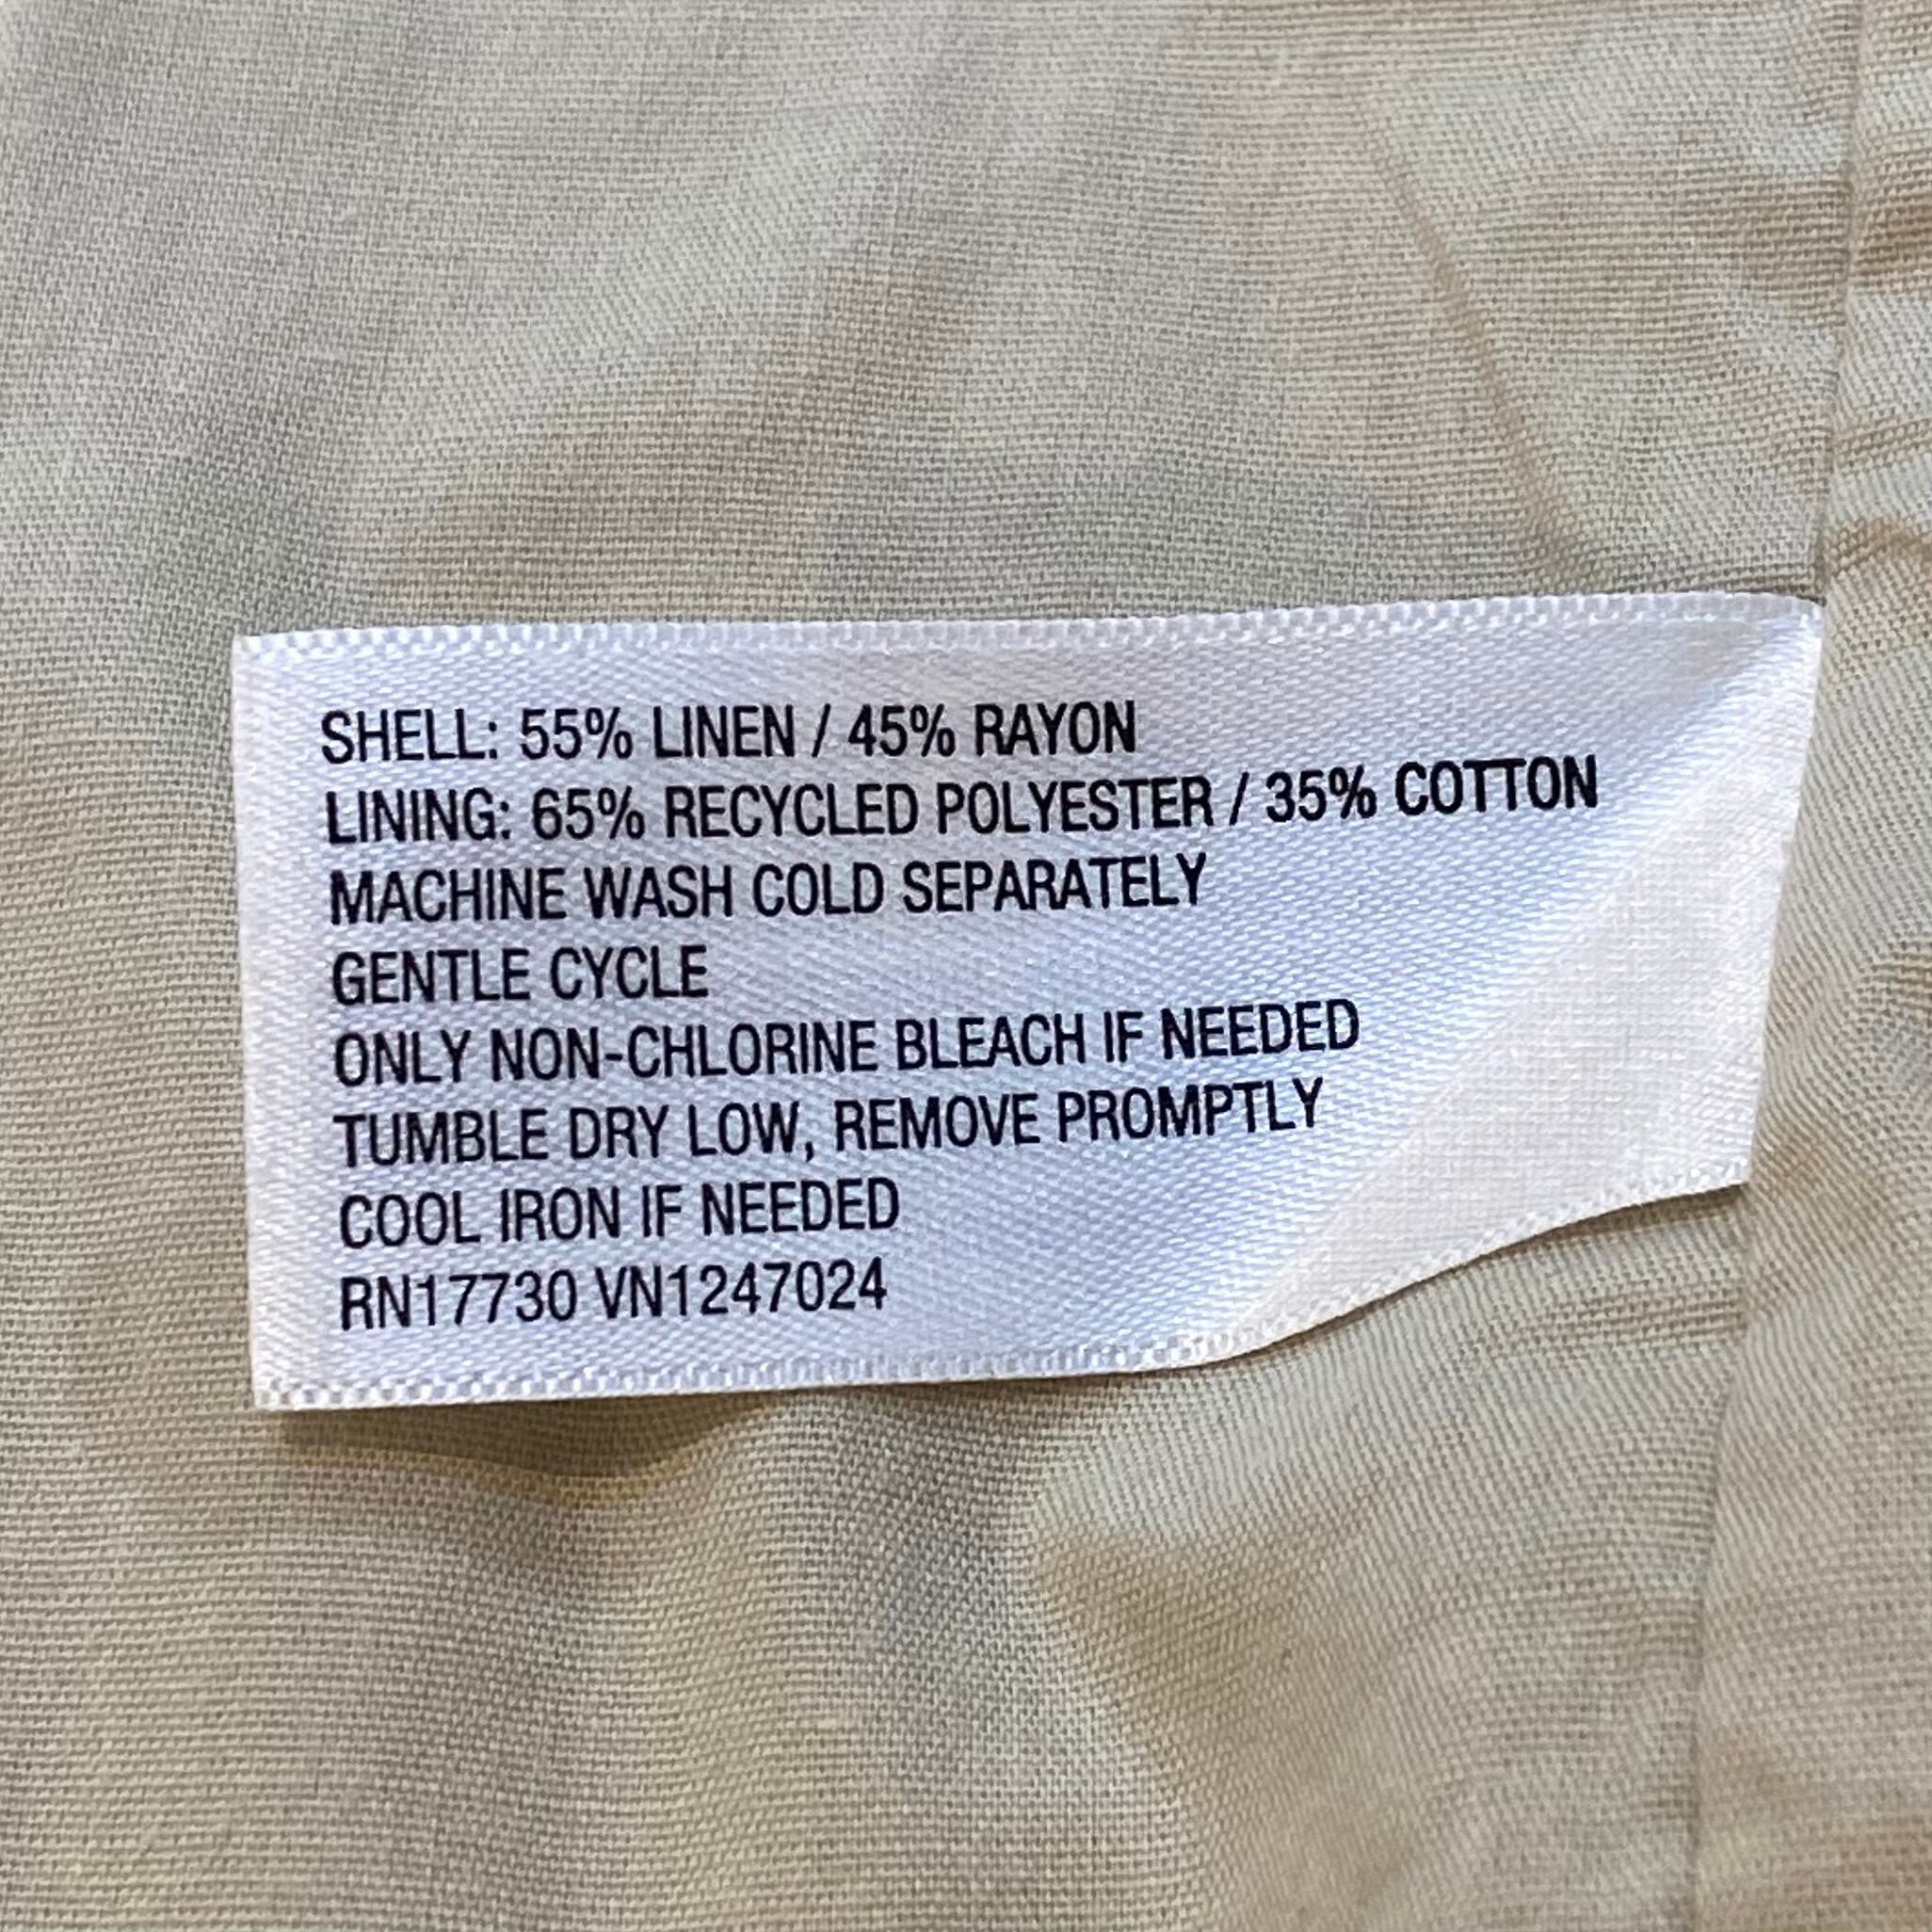 SHELL: 55% LINEN / 45% RAYON
LINING: 65% RECYCLED POLYESTER / 35% COTTON
MACHINE WASH COLD SEPARATELY
GENTLE CYCLE
ONLY NON-CHLORINE BLEACH IF NEEDED
TUMBLE DRY LOW, REMOVE PROMPTLY
COOL IRON IF NEEDED
RN17730 VN1247024